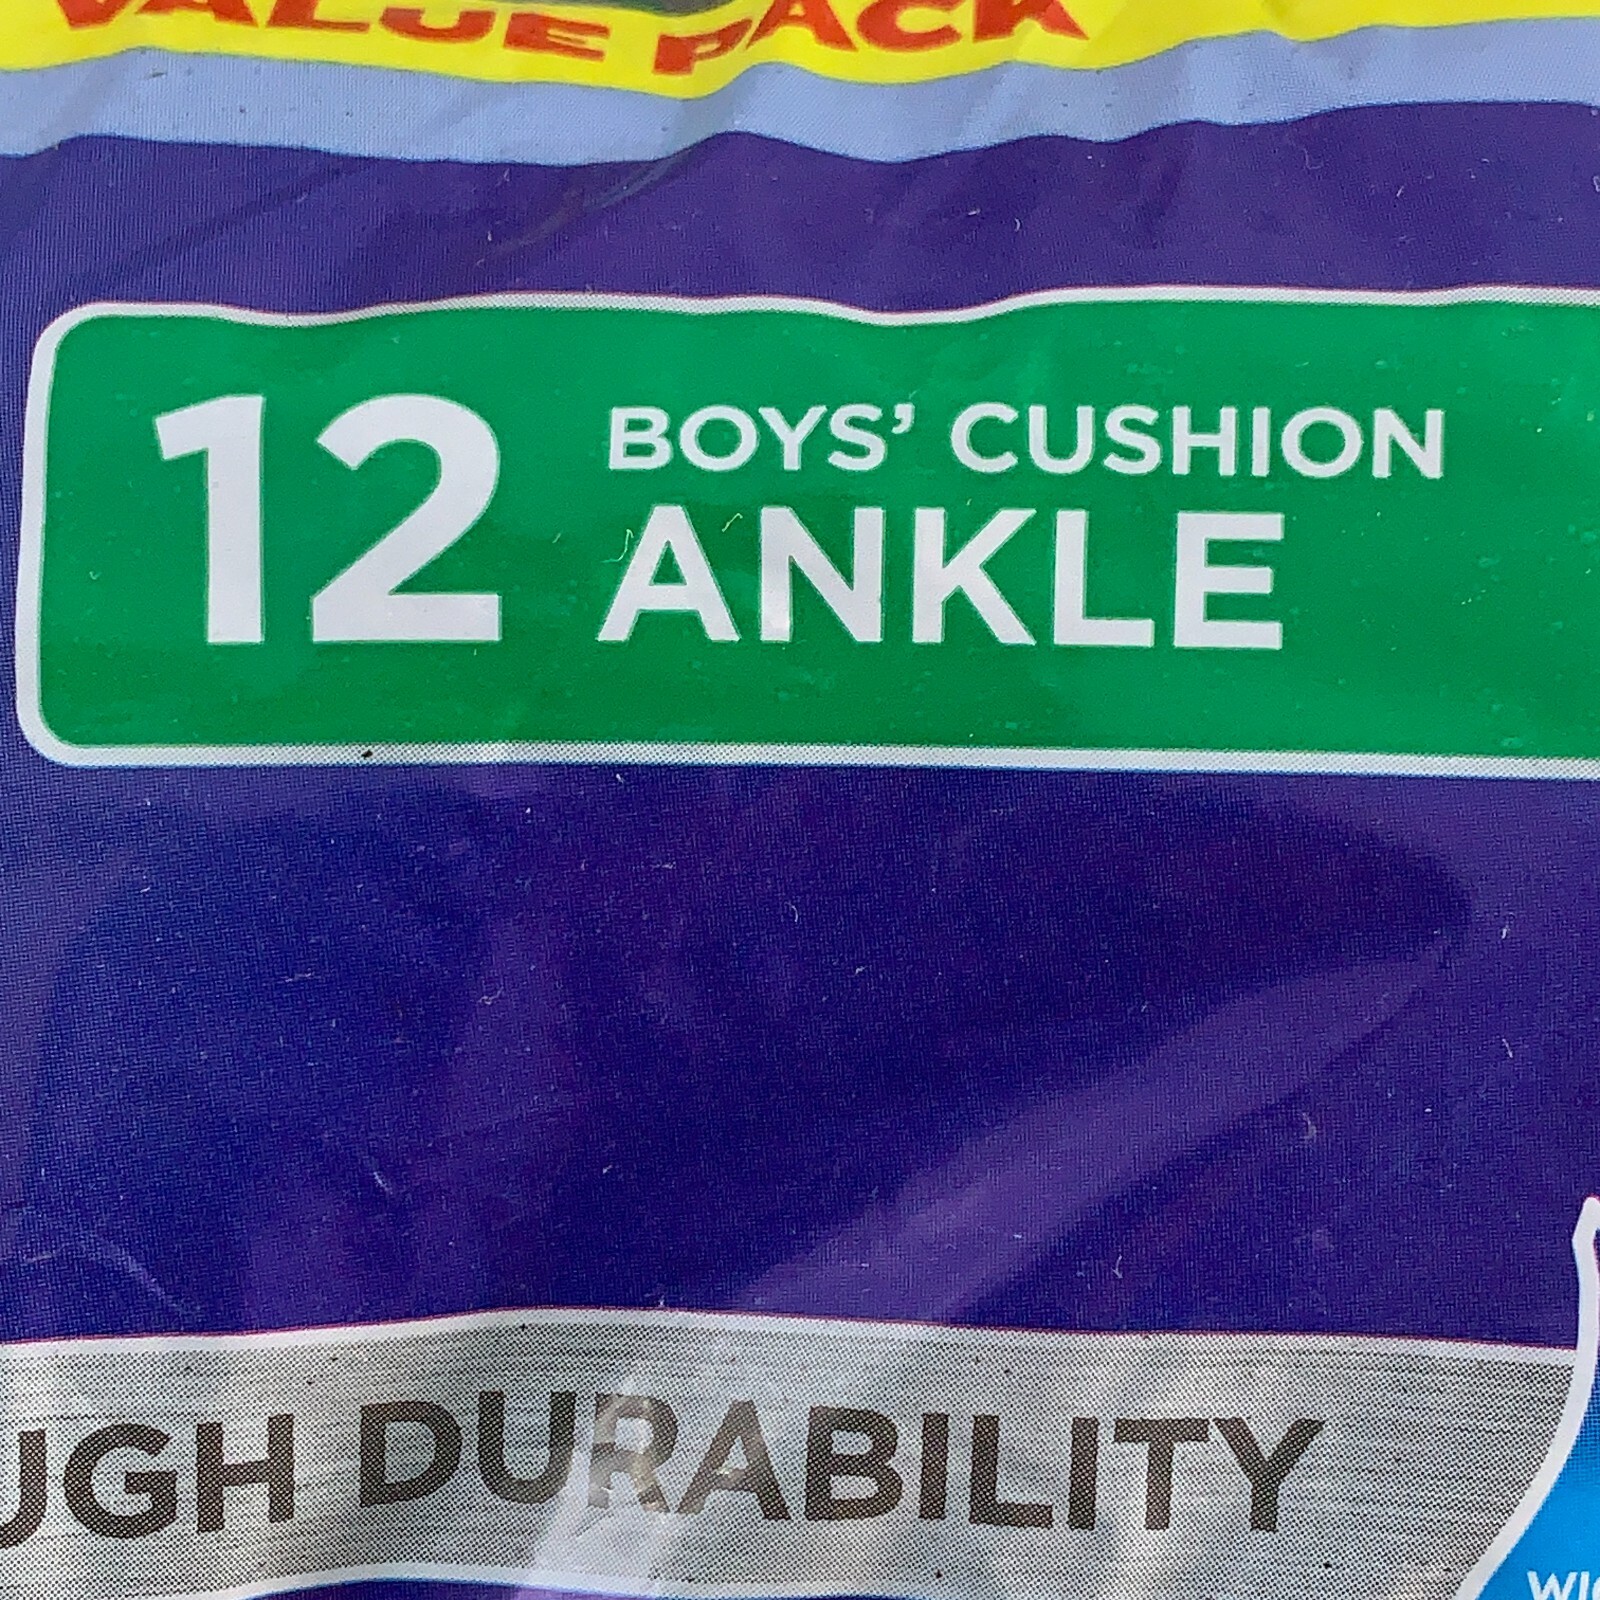 VALUE PACK
12 BOYS’ CUSHION
ANKLE
UGH DURABILITY